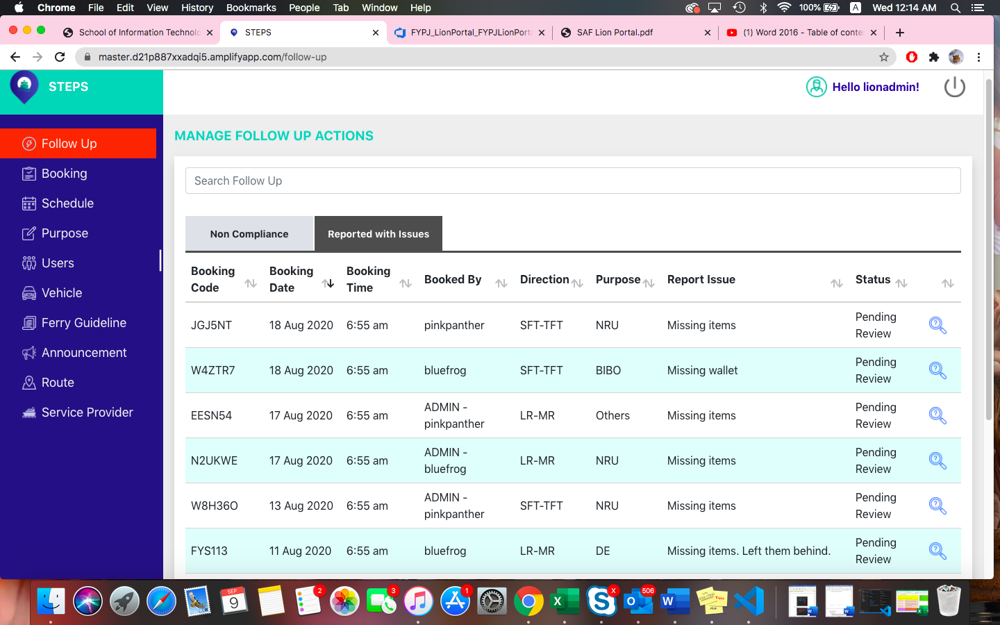 Chrome File Edit View History Bookmarks People Tab Window Help 100% A Wed 12:14 AM
School of Information Technolo STEPS FYPJ_LionPortal_FYPJLionPorta SAF Lion Portal.pdf (1) Word 2016 - Table of conte
master.d21p887xxadqi5.amplifyapp.com/follow-up
STEPS
Hello lionadmin!
Follow Up
Booking
Schedule
Purpose
Users
Vehicle
Ferry Guideline
Announcement
Route
Service Provider
MANAGE FOLLOW UP ACTIONS
Search Follow Up
Non Compliance Reported with Issues
Booking Code Booking Date Booking Time Booked By Direction Purpose Report Issue Status
JGJ5NT 18 Aug 2020 6:55 am pinkpanther SFT-TFT NRU Missing items Pending Review
W4ZTR7 18 Aug 2020 6:55 am bluefrog SFT-TFT BIBO Missing wallet Pending Review
EESN54 17 Aug 2020 6:55 am ADMIN - pinkpanther LR-MR Others Missing items Pending Review
N2UKWE 17 Aug 2020 6:55 am ADMIN - bluefrog LR-MR NRU Missing items Pending Review
W8H36O 13 Aug 2020 6:55 am ADMIN - pinkpanther SFT-TFT NRU Missing items Pending Review
FYS113 11 Aug 2020 6:55 am bluefrog LR-MR DE Missing items. Left them behind. Pending Review
SEP 9 2 3 1 X 506